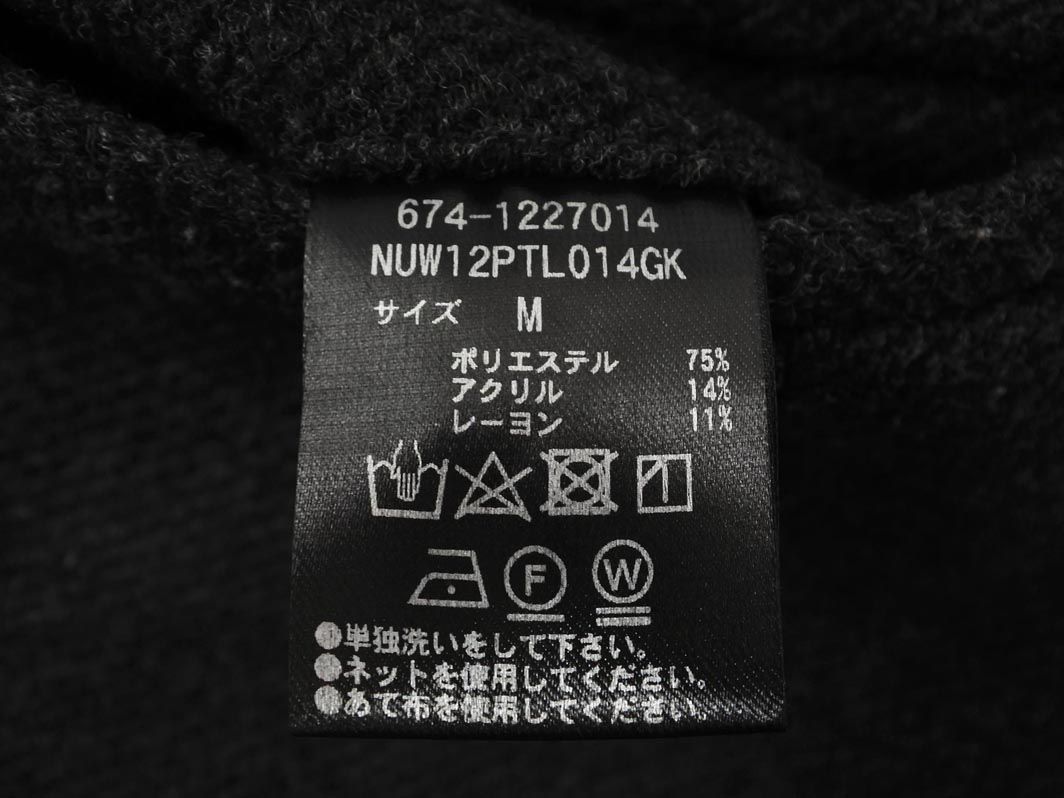 674-1227014
NUW12PTL014GK
サイズ M
ポリエステル 75%
アクリル 14%
レーヨン 11%
F W
●単独洗いをして下さい。
●ネットを使用してください。
●あて布を使用してください。